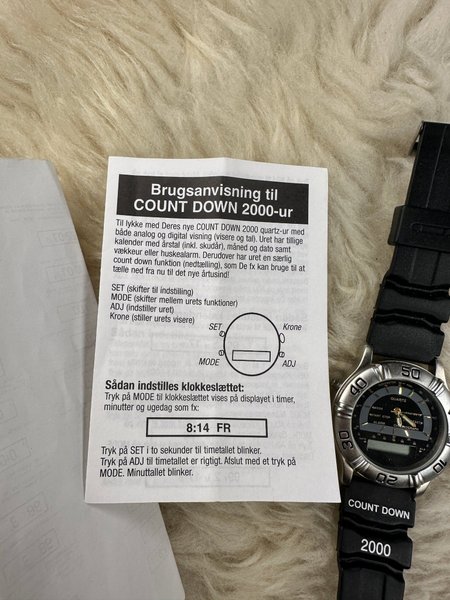 Brugsanvisning til
COUNT DOWN 2000-ur
Til lykke med Deres nye COUNT DOWN 2000 quartz-ur med
både analog og digital visning (visere og tal). Uret har tillige
kalender med årstal (inkl. skudår), måned og dato samt
vækkeur eller huskealarm. Derudover har uret en særlig
count down funktion (nedtælling), som De fx kan bruge til at
tælle ned fra nu til det nye årtusind!
SET (skifter til indstilling)
MODE (skifter mellem urets funktioner)
ADJ (indstiller uret)
Krone (stiller urets visere)
SET
Krone
MODE
ADJ
Sådan indstilles klokkeslættet:
Tryk på MODE til klokkeslættet vises på displayet i timer,
minutter og ugedag som fx:
8:14 FR
Tryk på SET i to sekunder til timetallet blinker.
Tryk på ADJ til timetallet er rigtigt. Afslut med et tryk på
MODE. Minuttallet blinker.
50
40
10
30
20
QUARTZ
COUNT DOWN
2000